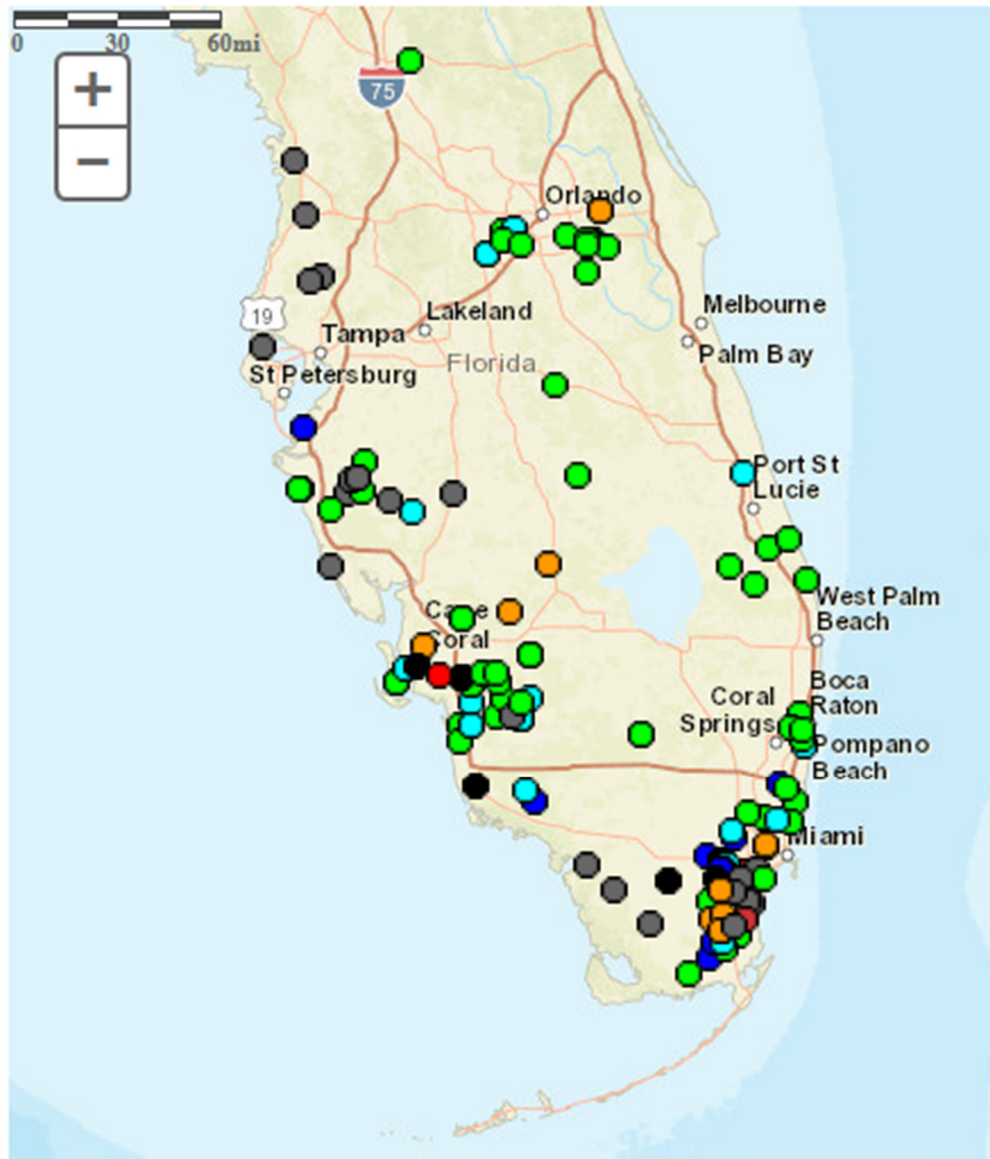 0 30 60mi
+
75
−
Orlando
19
Melbourne
Lakeland
Tampa
Palm Bay
Florida
St Petersburg
Port St
Lucie
West Palm
Beach
Cape
Coral
Boca
Raton
Coral
Springs
Pompano
Beach
Miami